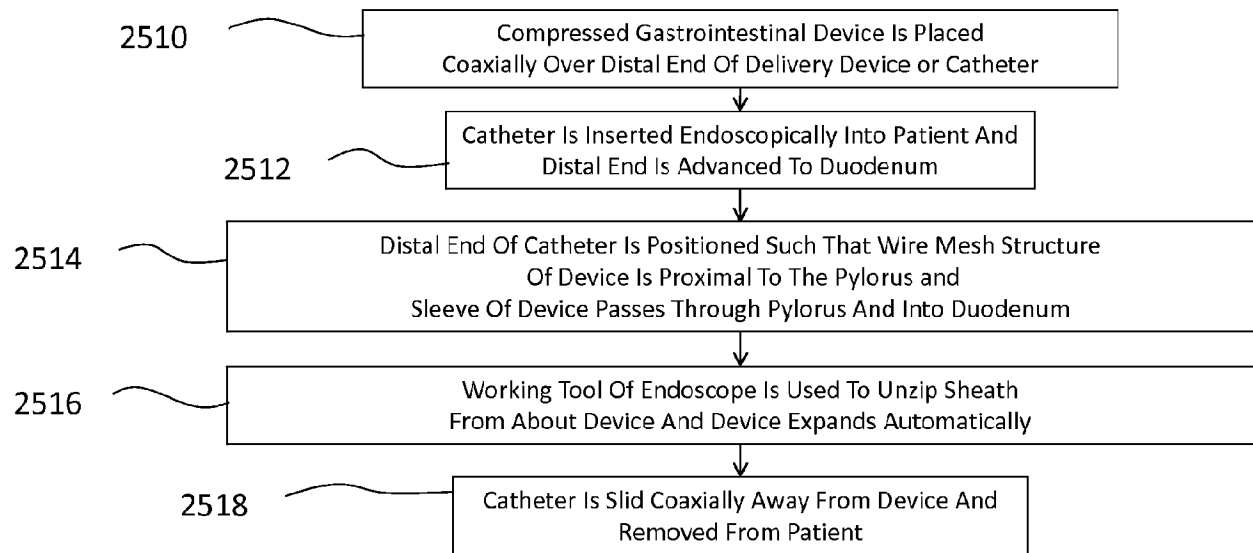 2510
Compressed Gastrointestinal Device Is Placed
Coaxially Over Distal End Of Delivery Device or Catheter
2512
Catheter Is Inserted Endoscopically Into Patient And
Distal End Is Advanced To Duodenum
2514
Distal End Of Catheter Is Positioned Such That Wire Mesh Structure
Of Device Is Proximal To The Pylorus and
Sleeve Of Device Passes Through Pylorus And Into Duodenum
2516
Working Tool Of Endoscope Is Used To Unzip Sheath
From About Device And Device Expands Automatically
2518
Catheter Is Slid Coaxially Away From Device And
Removed From Patient